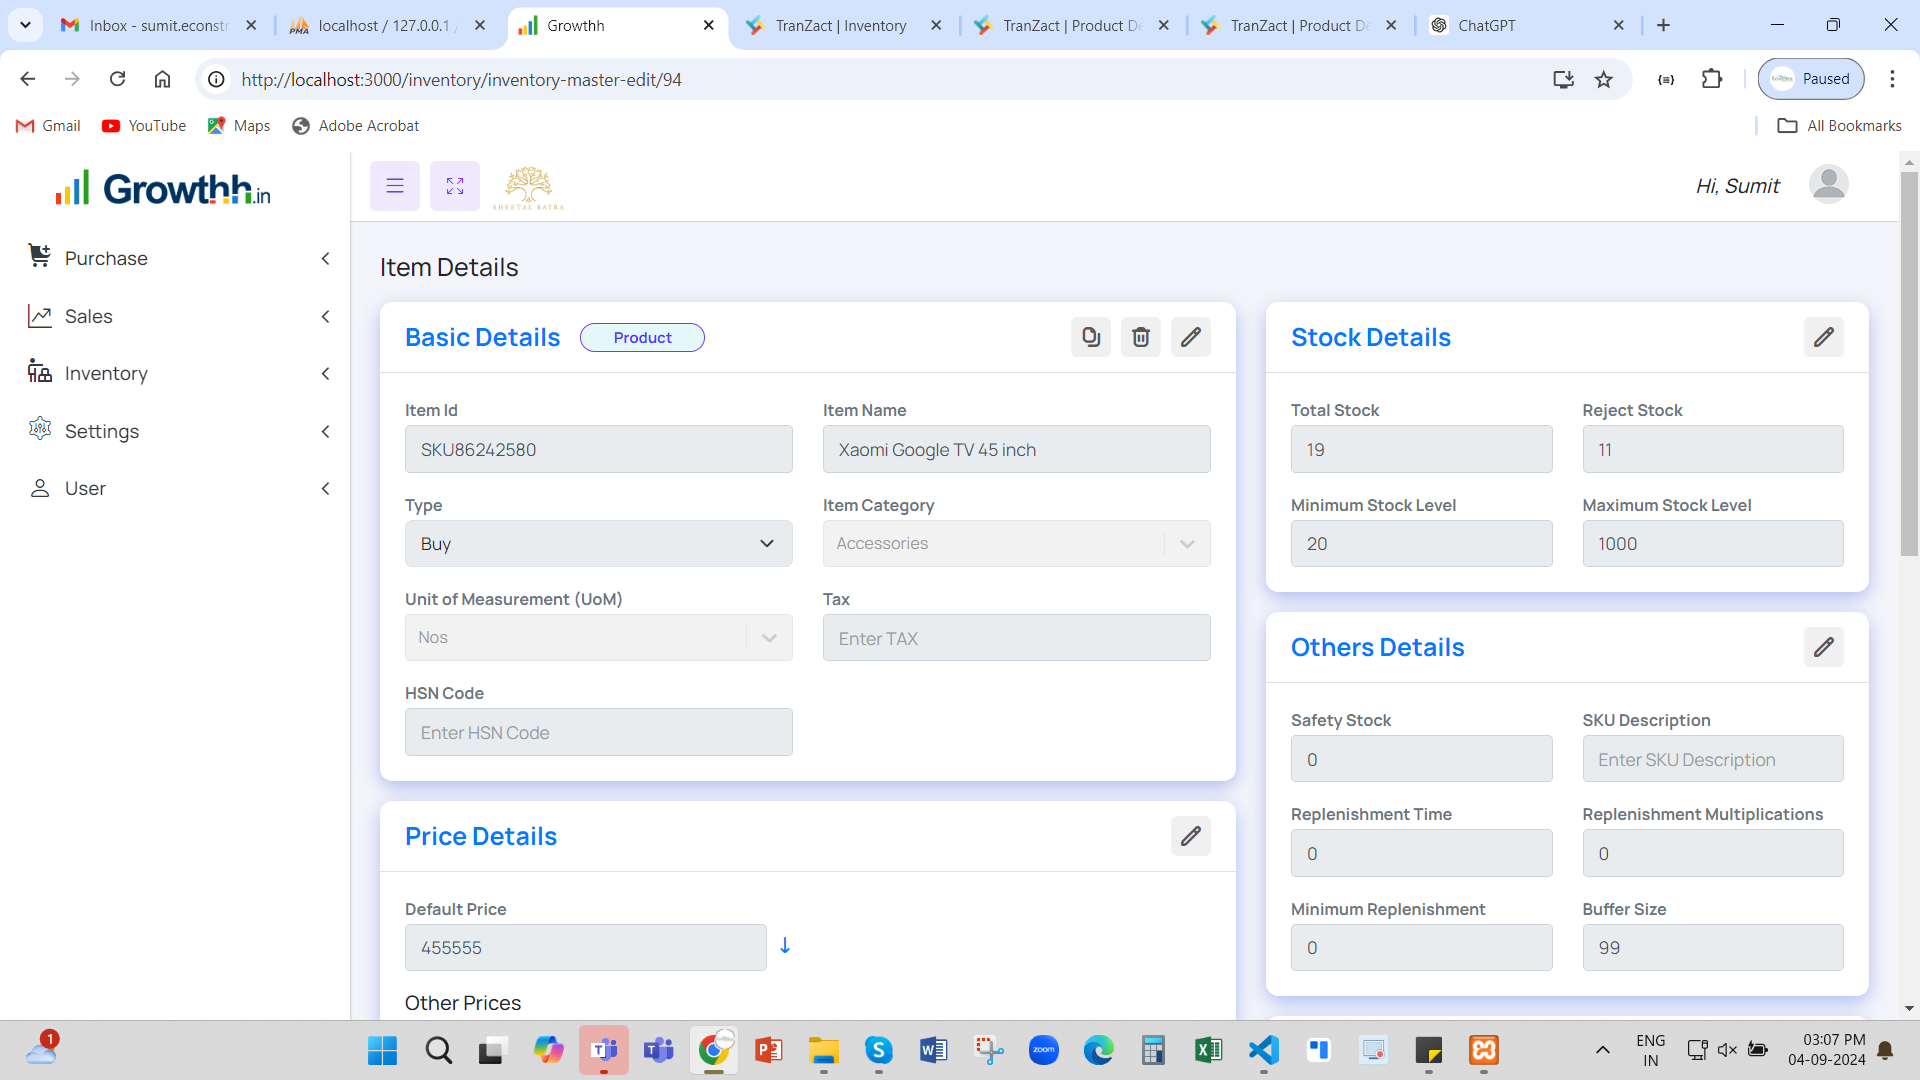 Inbox - sumit.econstr
localhost / 127.0.0.1 /
Growthh
TranZact | Inventory
TranZact | Product De
TranZact | Product De
ChatGPT
http://localhost:3000/inventory/inventory-master-edit/94
Paused
Gmail
YouTube
Maps
Adobe Acrobat
All Bookmarks
Growthh.in
SHEETAL BATRA
Hi, Sumit
Purchase
Sales
Inventory
Settings
User
Item Details
Basic Details
Product
Item Id
Item Name
SKU86242580
Xaomi Google TV 45 inch
Type
Item Category
Buy
Accessories
Unit of Measurement (UoM)
Tax
Nos
Enter TAX
HSN Code
Enter HSN Code
Price Details
Default Price
455555
Other Prices
Stock Details
Total Stock
Reject Stock
19
11
Minimum Stock Level
Maximum Stock Level
20
1000
Others Details
Safety Stock
SKU Description
0
Enter SKU Description
Replenishment Time
Replenishment Multiplications
0
0
Minimum Replenishment
Buffer Size
0
99
1
zoom
ENG
IN
03:07 PM
04-09-2024